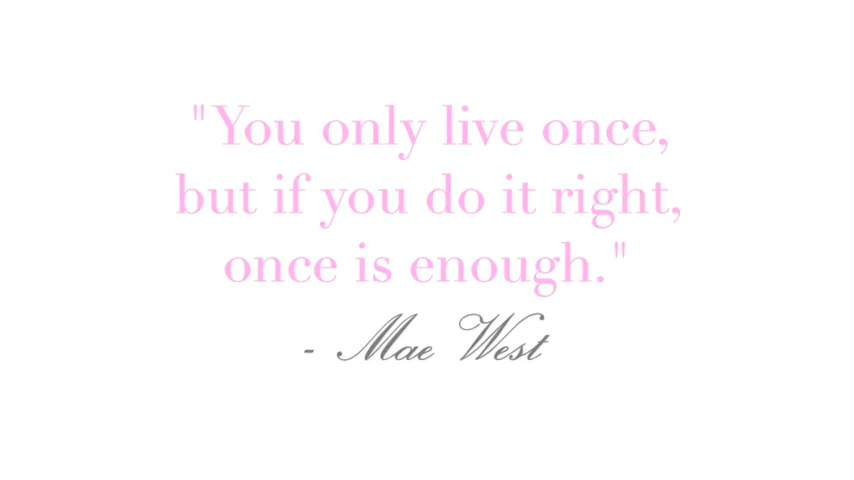 "You only live once,
but if you do it right,
once is enough."
- Mae West